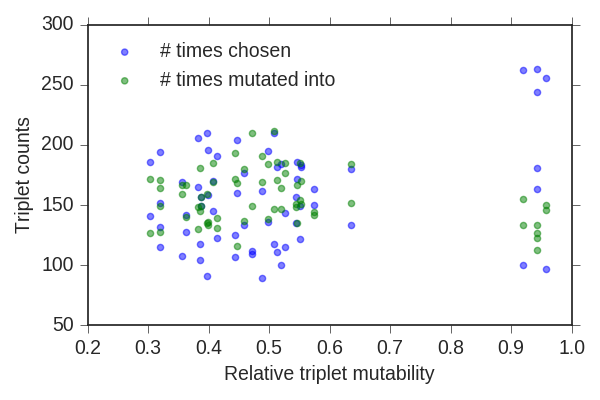 300
# times chosen
# times mutated into
250
200
150
100
50
Triplet counts
0.2 0.3 0.4 0.5 0.6 0.7 0.8 0.9 1.0
Relative triplet mutability